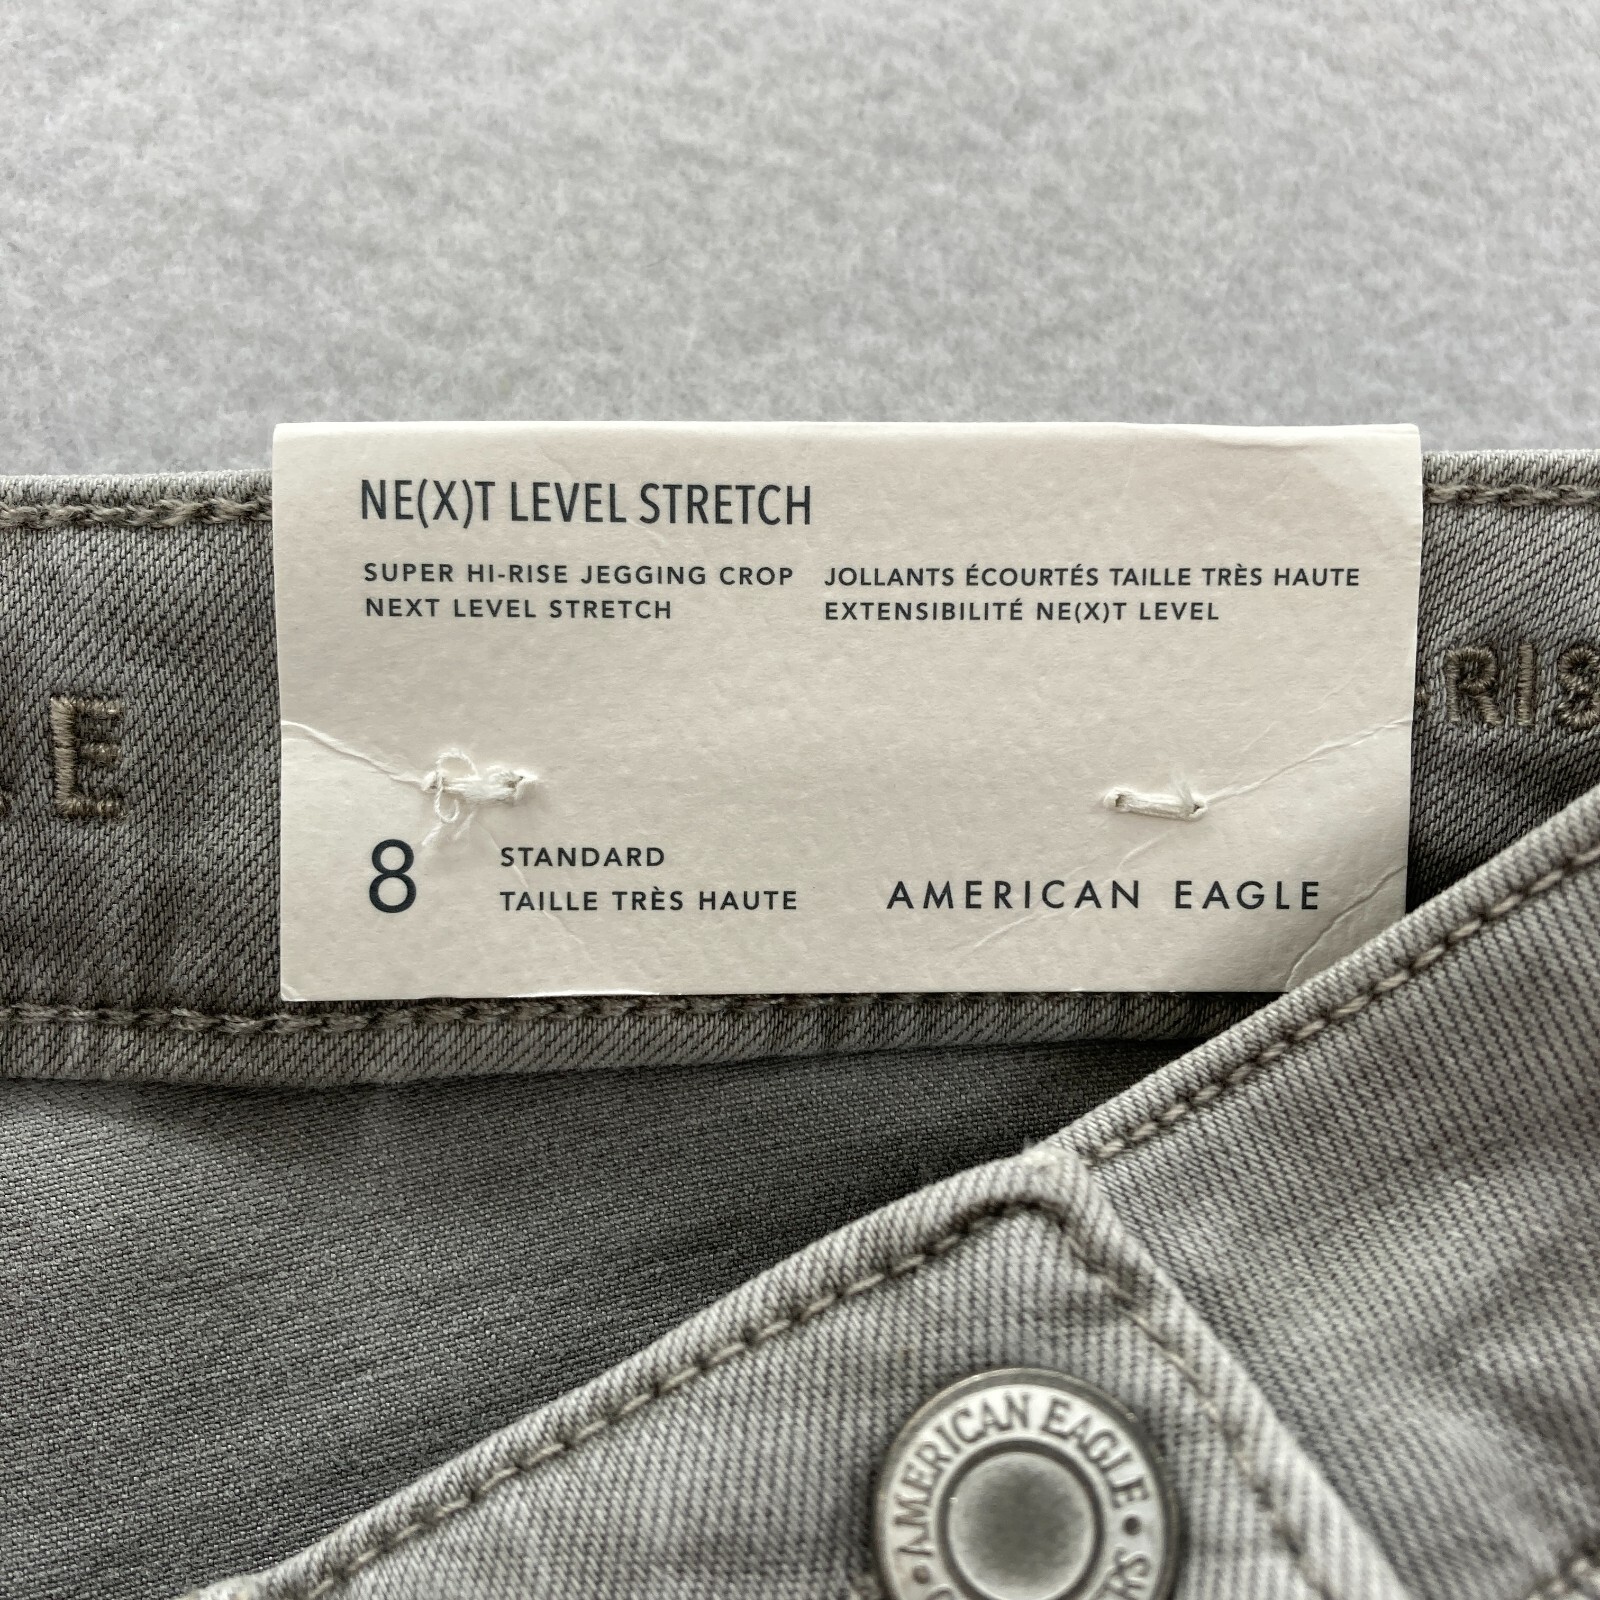 NE(X)T LEVEL STRETCH
SUPER HI-RISE JEGGING CROP
NEXT LEVEL STRETCH
JOLLANTS ÉCOURTÉS TAILLE TRÈS HAUTE
EXTENSIBILITÉ NE(X)T LEVEL
8
STANDARD
TAILLE TRÈS HAUTE
AMERICAN EAGLE
AMERICAN EAGLE